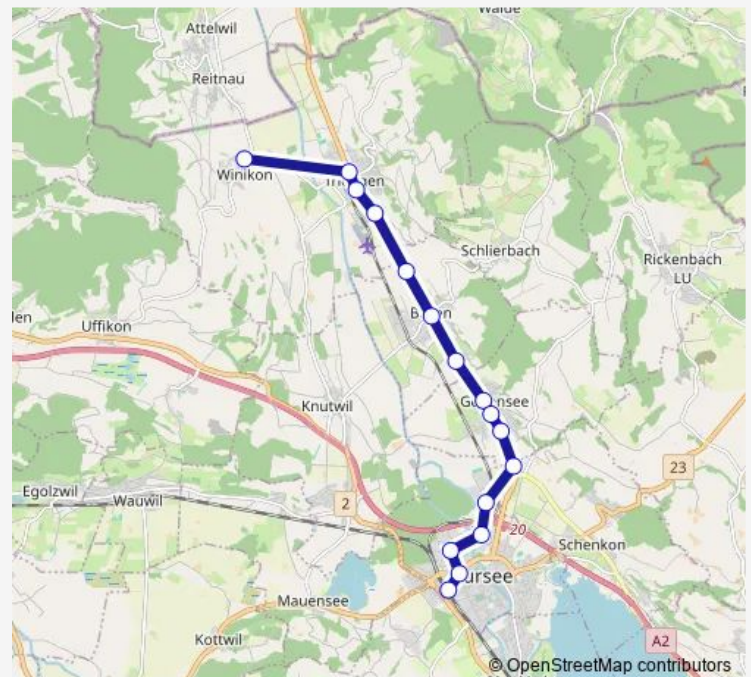 Walde
Attelwil
Reitnau
Winikon
Schlierbach
Rickenbach
LU
Uffikon
Knutwil
23
Egolzwil
Wauwil
2
20
Schenkon
ursee
Mauensee
Kottwil
A2
© OpenStreetMap contributors